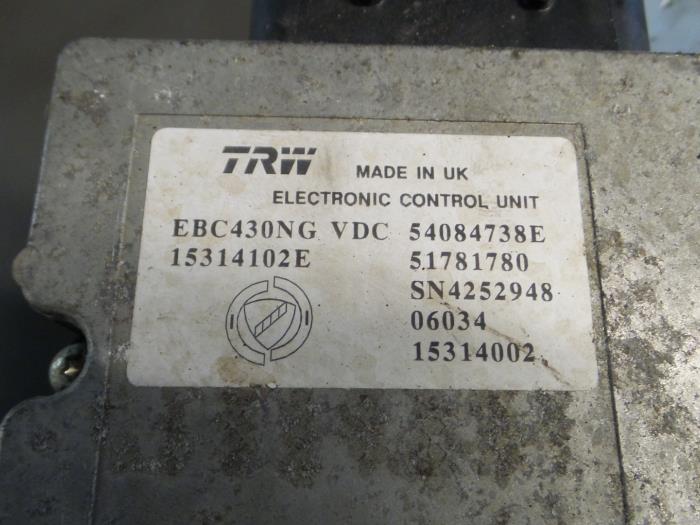 TRW MADE IN UK
ELECTRONIC CONTROL UNIT
EBC430NG VDC 54084738E
15314102E 51781780
SN4252948
06034
15314002